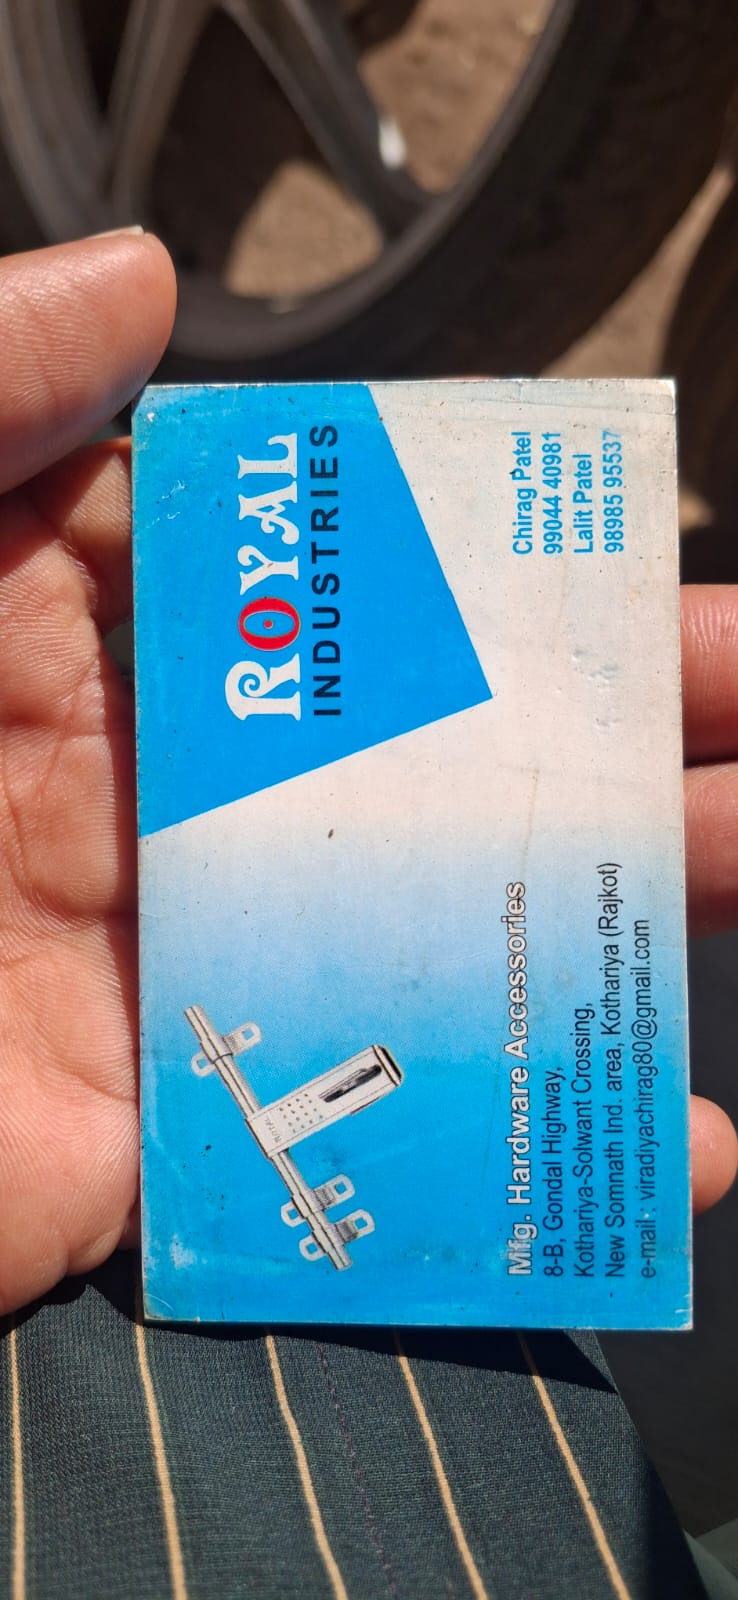 ROYAL
INDUSTRIES
Mfg. Hardware Accessories
8-B, Gondal Highway,
Kothariya-Solwant Crossing,
New Somnath Ind. area, Kothariya (Rajkot)
e-mail : viradiyachirag80@gmail.com
Chirag Patel
99044 40981
Lalit Patel
98985 95537